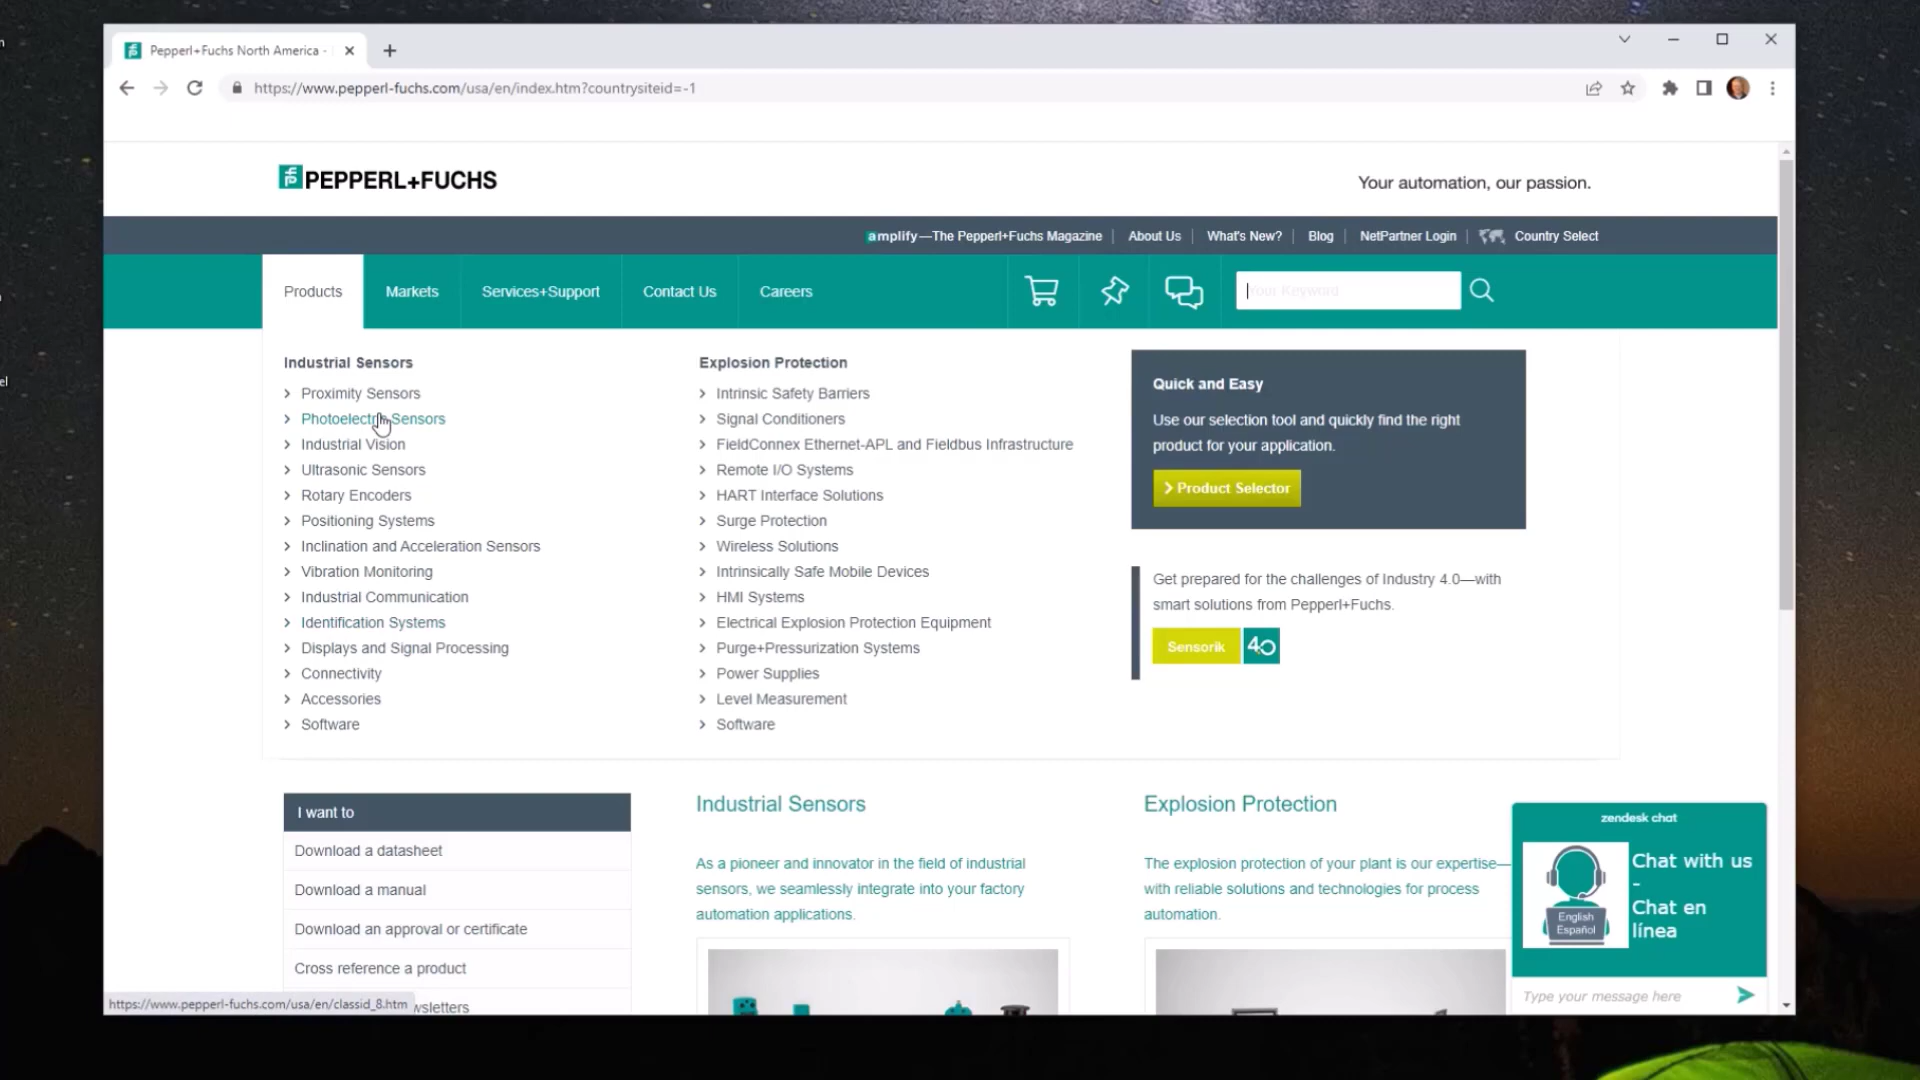 Pepperl+Fuchs North America -
https://www.pepperl-fuchs.com/usa/en/index.htm?countrysiteid=-1
PEPPERL+FUCHS
Your automation, our passion.
amplify—The Pepperl+Fuchs Magazine
About Us
What's New?
Blog
NetPartner Login
Country Select
Products
Markets
Services+Support
Contact Us
Careers
Your Keyword
Industrial Sensors
Proximity Sensors
Photoelectric Sensors
Industrial Vision
Ultrasonic Sensors
Rotary Encoders
Positioning Systems
Inclination and Acceleration Sensors
Vibration Monitoring
Industrial Communication
Identification Systems
Displays and Signal Processing
Connectivity
Accessories
Software
Explosion Protection
Intrinsic Safety Barriers
Signal Conditioners
FieldConnex Ethernet-APL and Fieldbus Infrastructure
Remote I/O Systems
HART Interface Solutions
Surge Protection
Wireless Solutions
Intrinsically Safe Mobile Devices
HMI Systems
Electrical Explosion Protection Equipment
Purge+Pressurization Systems
Power Supplies
Level Measurement
Software
Quick and Easy
Use our selection tool and quickly find the right
product for your application.
Product Selector
Get prepared for the challenges of Industry 4.0—with
smart solutions from Pepperl+Fuchs.
Sensorik 4.0
I want to
Download a datasheet
Download a manual
Download an approval or certificate
Cross reference a product
Industrial Sensors
As a pioneer and innovator in the field of industrial
sensors, we seamlessly integrate into your factory
automation applications.
Explosion Protection
The explosion protection of your plant is our expertise—
with reliable solutions and technologies for process
automation.
zendesk chat
Chat with us
-
Chat en
línea
English
Español
Type your message here
https://www.pepperl-fuchs.com/usa/en/classid_8.htm